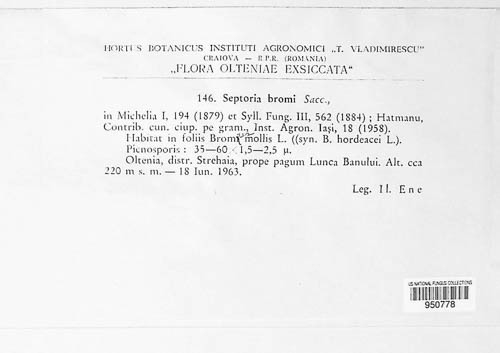 HORTUS BOTANICUS INSTITUTI AGRONOMICI „T. VLADIMIRESCU"
CRAIOVA — R.P.R. (ROMANIA)
„FLORA OLTENIAE EXSICCATA"
146. Septoria bromi Sacc.,
in Michelia I, 194 (1879) et Syll. Fung. III, 562 (1884) ; Hatmanu,
Contrib. cun. ciup. pe gram., Inst. Agron. Iaşi, 18 (1958).
Habitat in foliis Bromi mollis L. ((syn. B. hordeacei L.).
Picnosporis : 35—60 × 1,5—2,5 µ.
Oltenia, distr. Strehaia, prope pagum Lunca Banului. Alt. cca
220 m s. m. — 18 Iun. 1963.
Leg. Il. Ene
US NATIONAL FUNGUS COLLECTIONS
950778